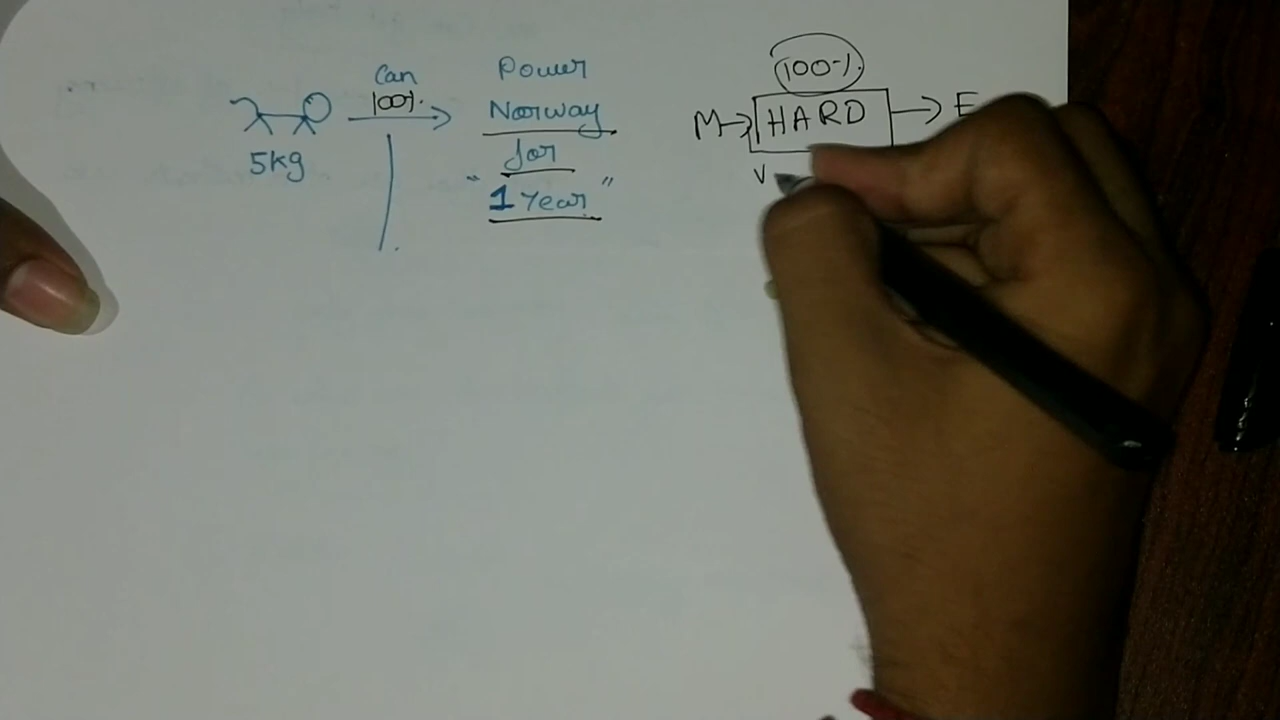 Can
100%.
5kg
Power
Norway
for
" 1 Year "
100%.
M → HARD → E
V